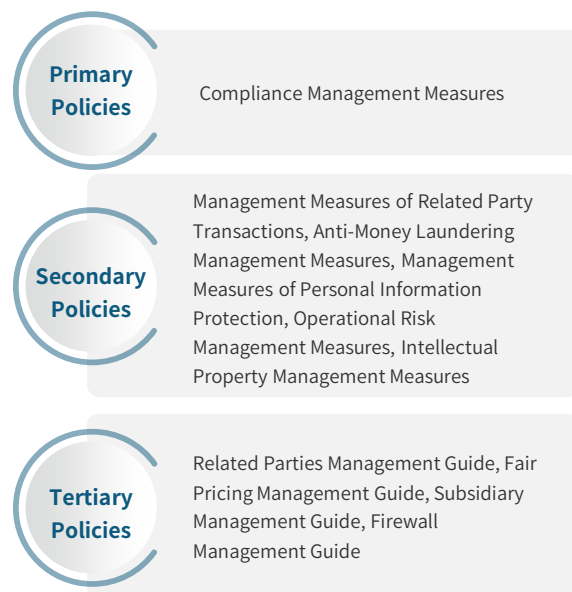 Primary
Policies
Compliance Management Measures
Secondary
Policies
Management Measures of Related Party
Transactions, Anti-Money Laundering
Management Measures, Management
Measures of Personal Information
Protection, Operational Risk
Management Measures, Intellectual
Property Management Measures
Tertiary
Policies
Related Parties Management Guide, Fair
Pricing Management Guide, Subsidiary
Management Guide, Firewall
Management Guide